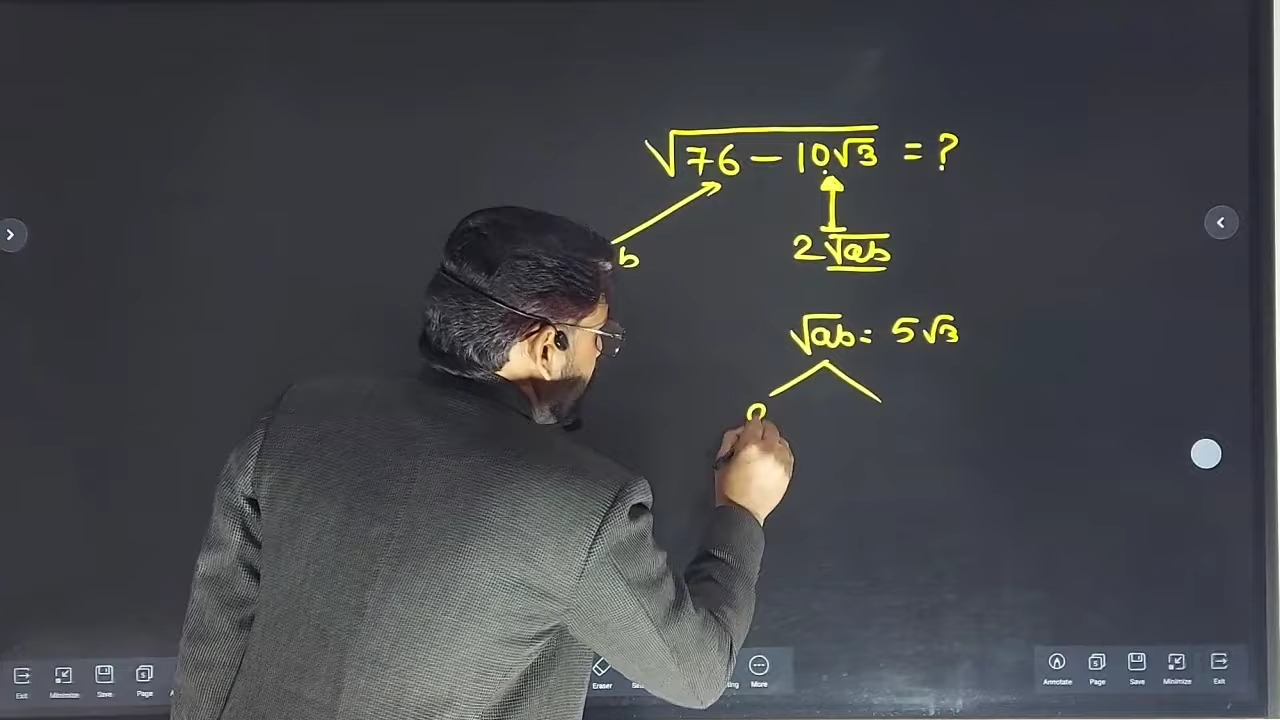 √76 − 10√3 = ?
b
2√ab
√ab = 5√3
Exit Minimize Save Page Eraser More Annotate Page Save Minimize Exit